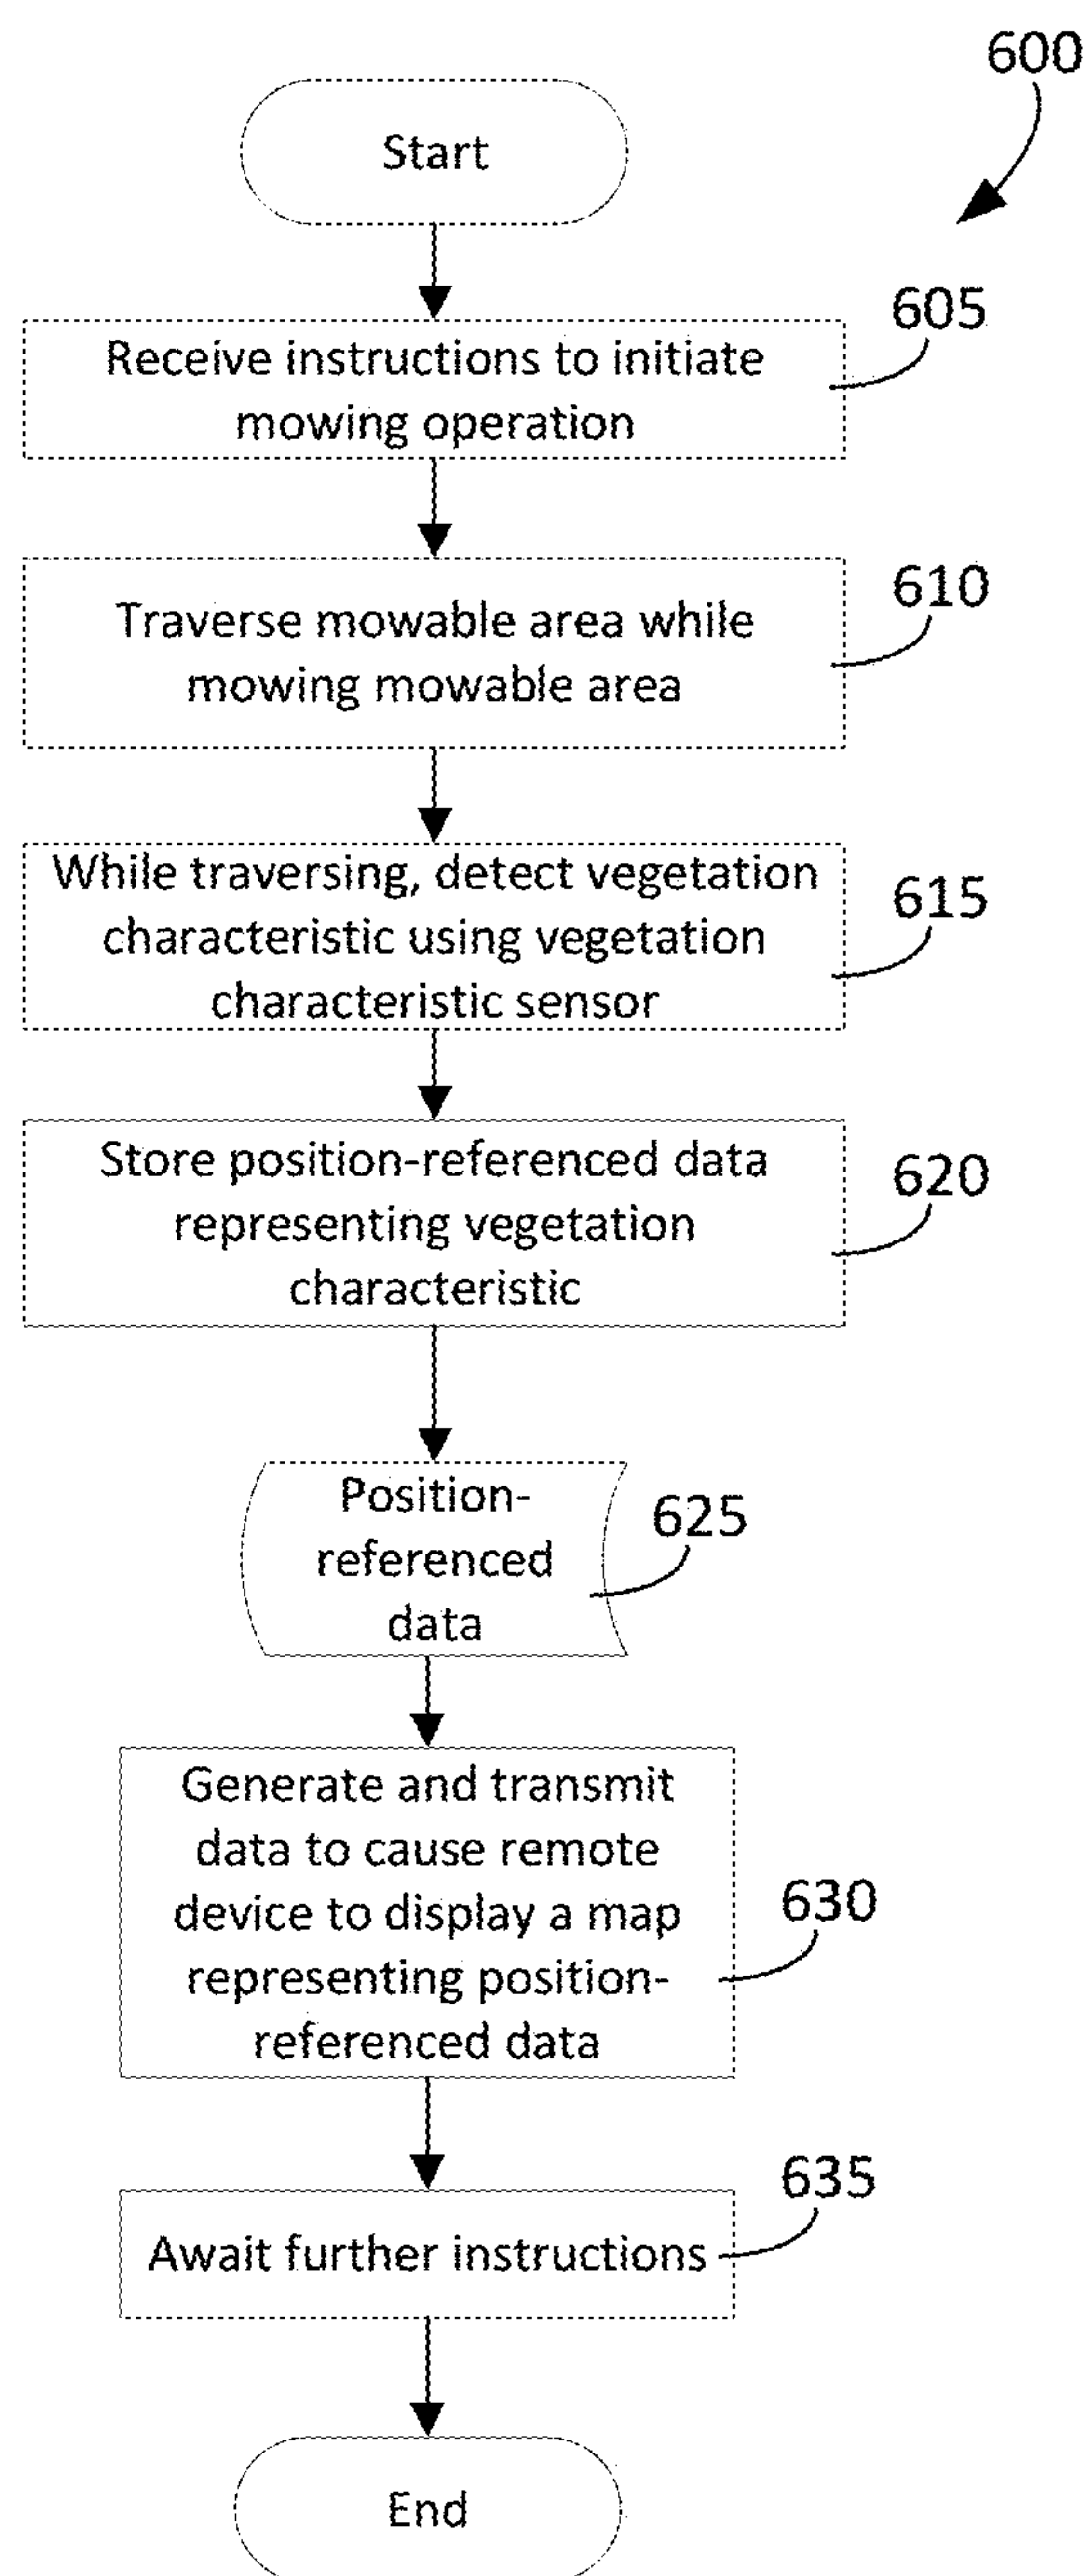 600
Start
605
Receive instructions to initiate
mowing operation
610
Traverse mowable area while
mowing mowable area
615
While traversing, detect vegetation
characteristic using vegetation
characteristic sensor
620
Store position-referenced data
representing vegetation
characteristic
625
Position-
referenced
data
630
Generate and transmit
data to cause remote
device to display a map
representing position-
referenced data
635
Await further instructions
End